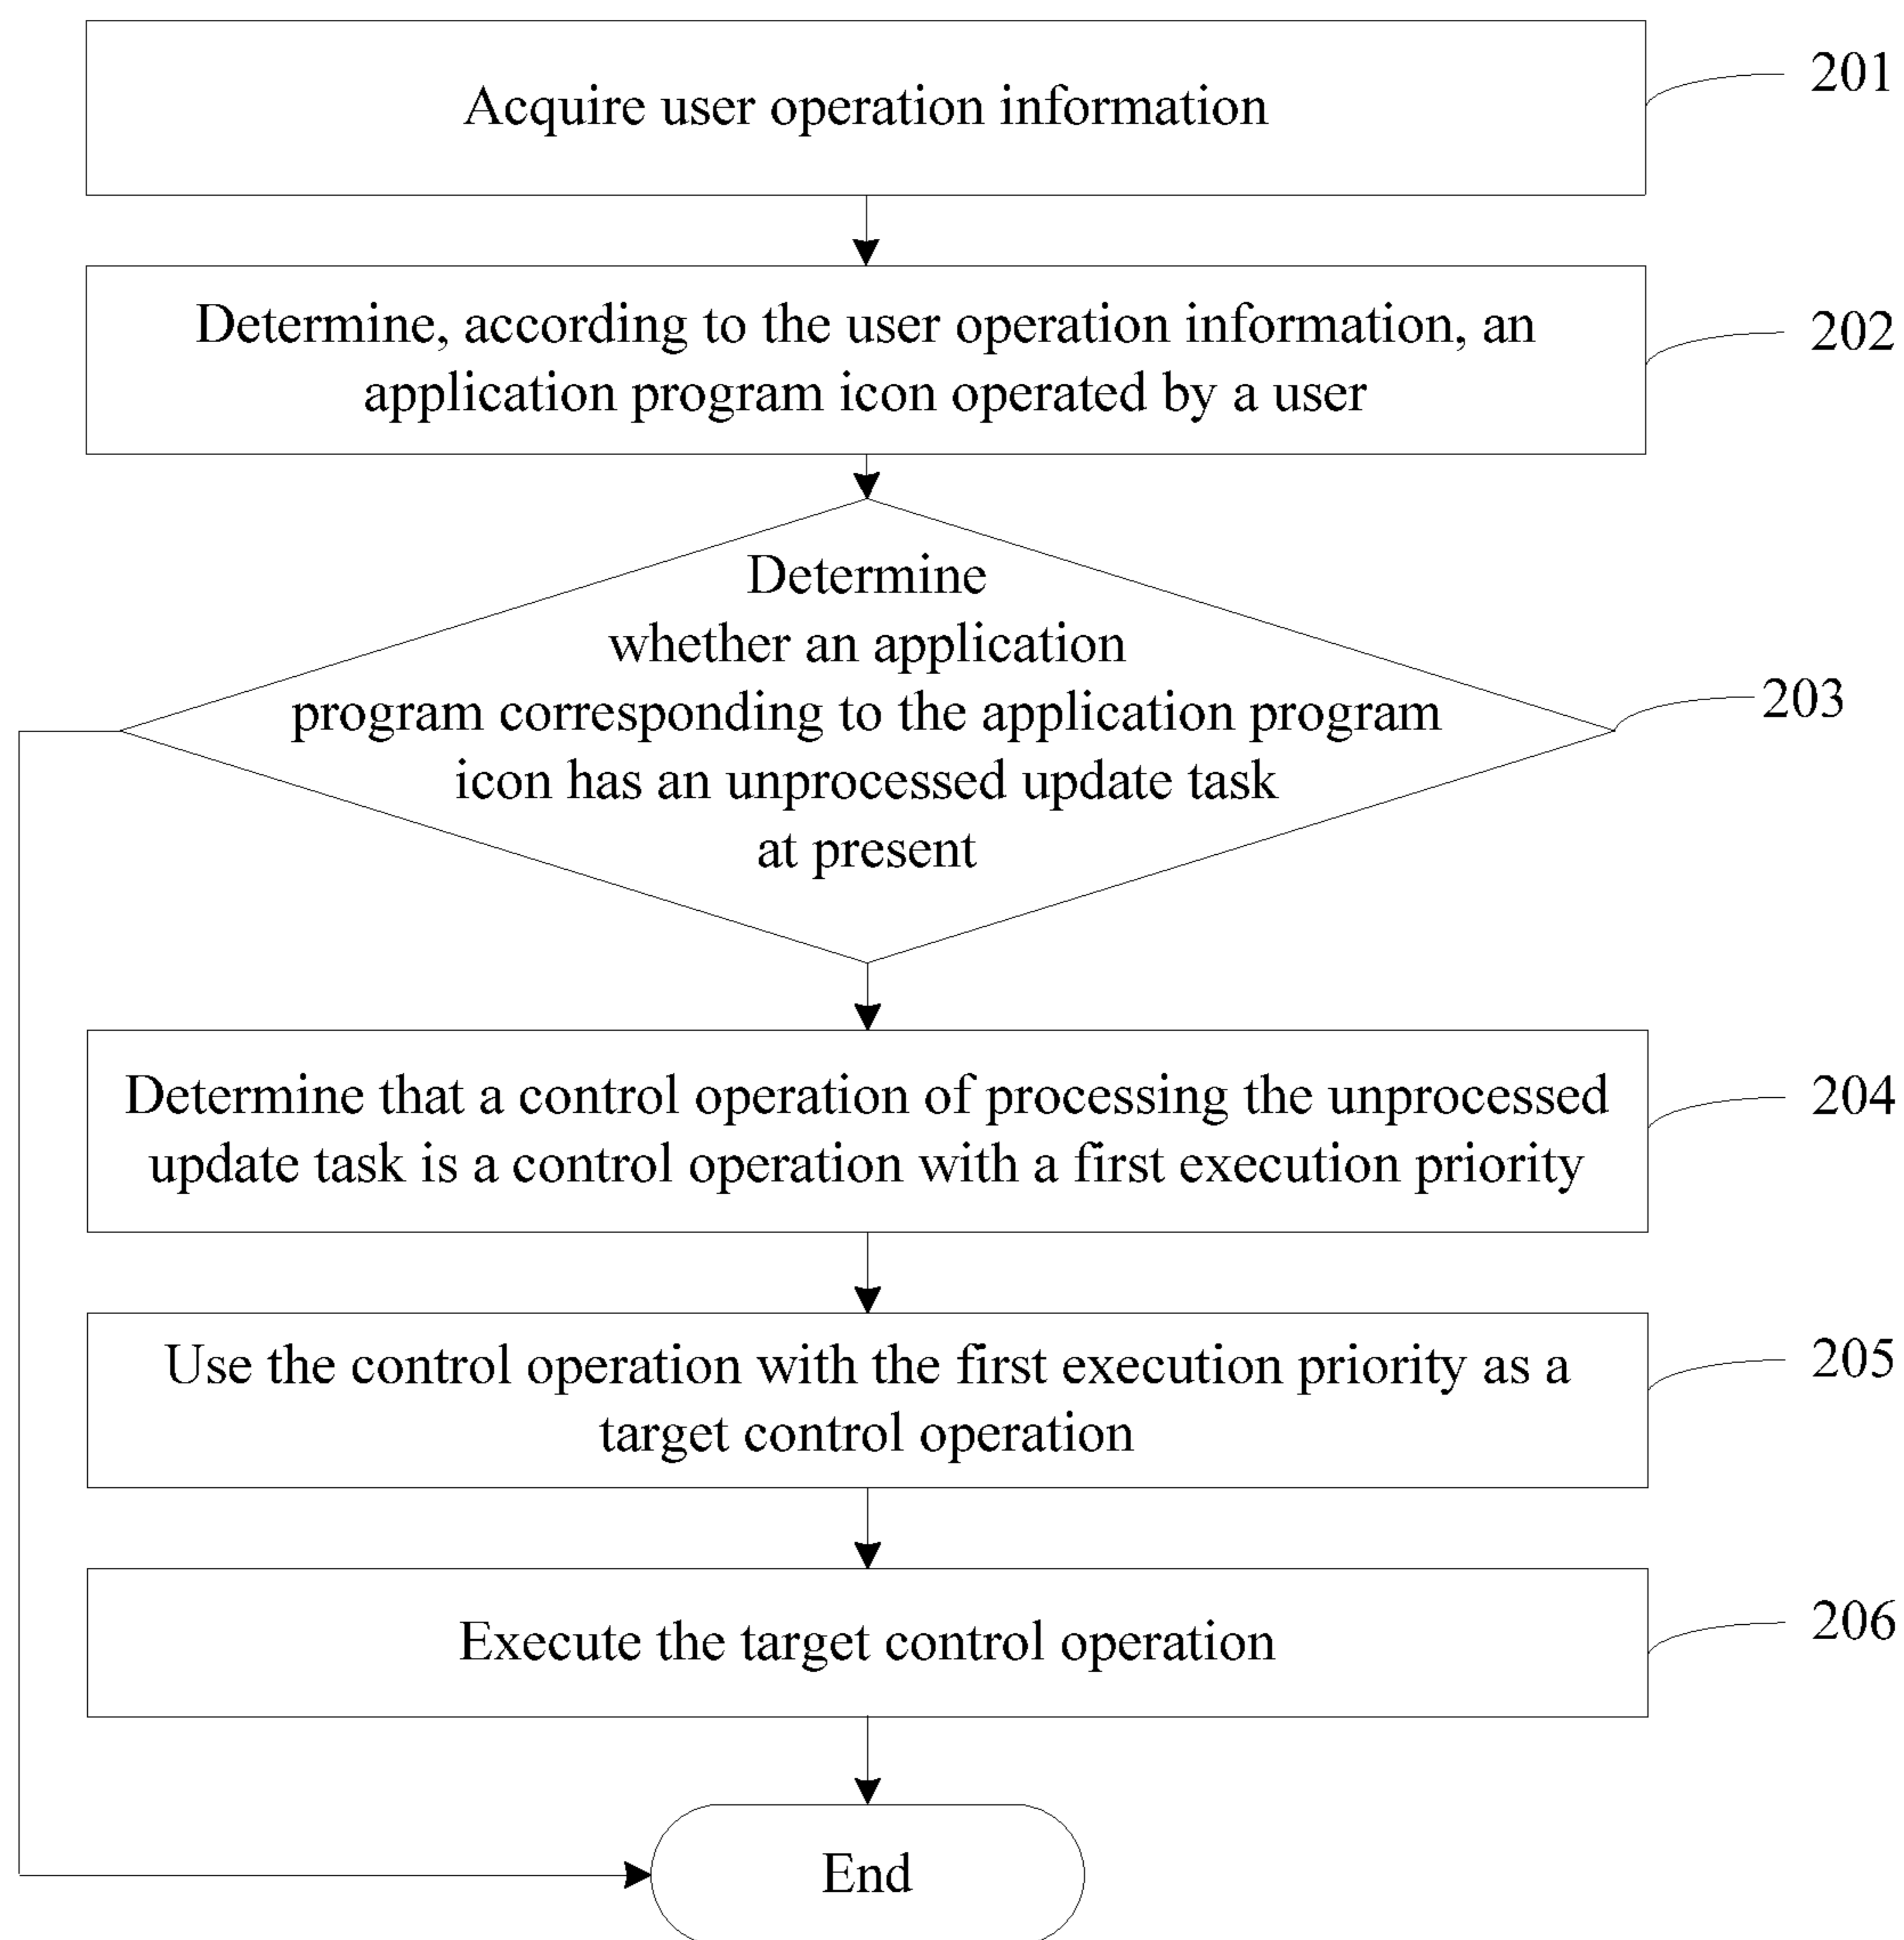 Acquire user operation information
201
Determine, according to the user operation information, an
application program icon operated by a user
202
Determine
whether an application
program corresponding to the application program
icon has an unprocessed update task
at present
203
Determine that a control operation of processing the unprocessed
update task is a control operation with a first execution priority
204
Use the control operation with the first execution priority as a
target control operation
205
Execute the target control operation
206
End